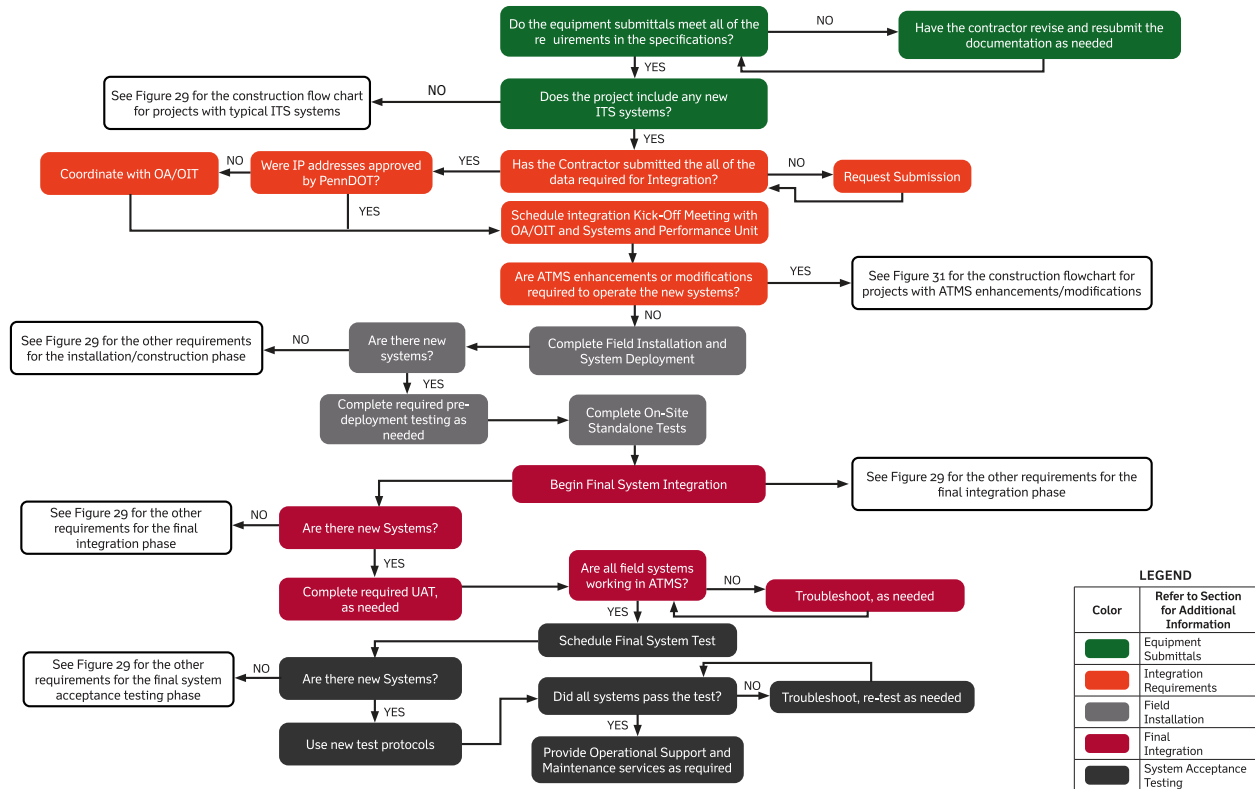 Do the equipment submittals meet all of the
re uirements in the specifications?
NO
Have the contractor revise and resubmit the
documentation as needed
YES
See Figure 29 for the construction flow chart
for projects with typical ITS systems
NO
Does the project include any new
ITS systems?
YES
Coordinate with OA/OIT
NO
Were IP addresses approved
by PennDOT?
YES
Has the Contractor submitted the all of the
data required for Integration?
NO
Request Submission
YES
Schedule integration Kick-Off Meeting with
OA/OIT and Systems and Performance Unit
Are ATMS enhancements or modifications
required to operate the new systems?
YES
See Figure 31 for the construction flowchart for
projects with ATMS enhancements/modifications
NO
See Figure 29 for the other requirements
for the installation/construction phase
NO
Are there new
systems?
Complete Field Installation and
System Deployment
YES
Complete required pre-
deployment testing as
needed
Complete On-Site
Standalone Tests
Begin Final System Integration
See Figure 29 for the other requirements for the
final integration phase
See Figure 29 for the other
requirements for the final
integration phase
NO
Are there new Systems?
YES
Complete required UAT,
as needed
Are all field systems
working in ATMS?
NO
Troubleshoot, as needed
YES
Schedule Final System Test
See Figure 29 for the other
requirements for the final system
acceptance testing phase
NO
Are there new Systems?
Did all systems pass the test?
NO
Troubleshoot, re-test as needed
YES
Use new test protocols
YES
Provide Operational Support and
Maintenance services as required
LEGEND
Color
Refer to Section
for Additional
Information
Equipment
Submittals
Integration
Requirements
Field
Installation
Final
Integration
System Acceptance
Testing